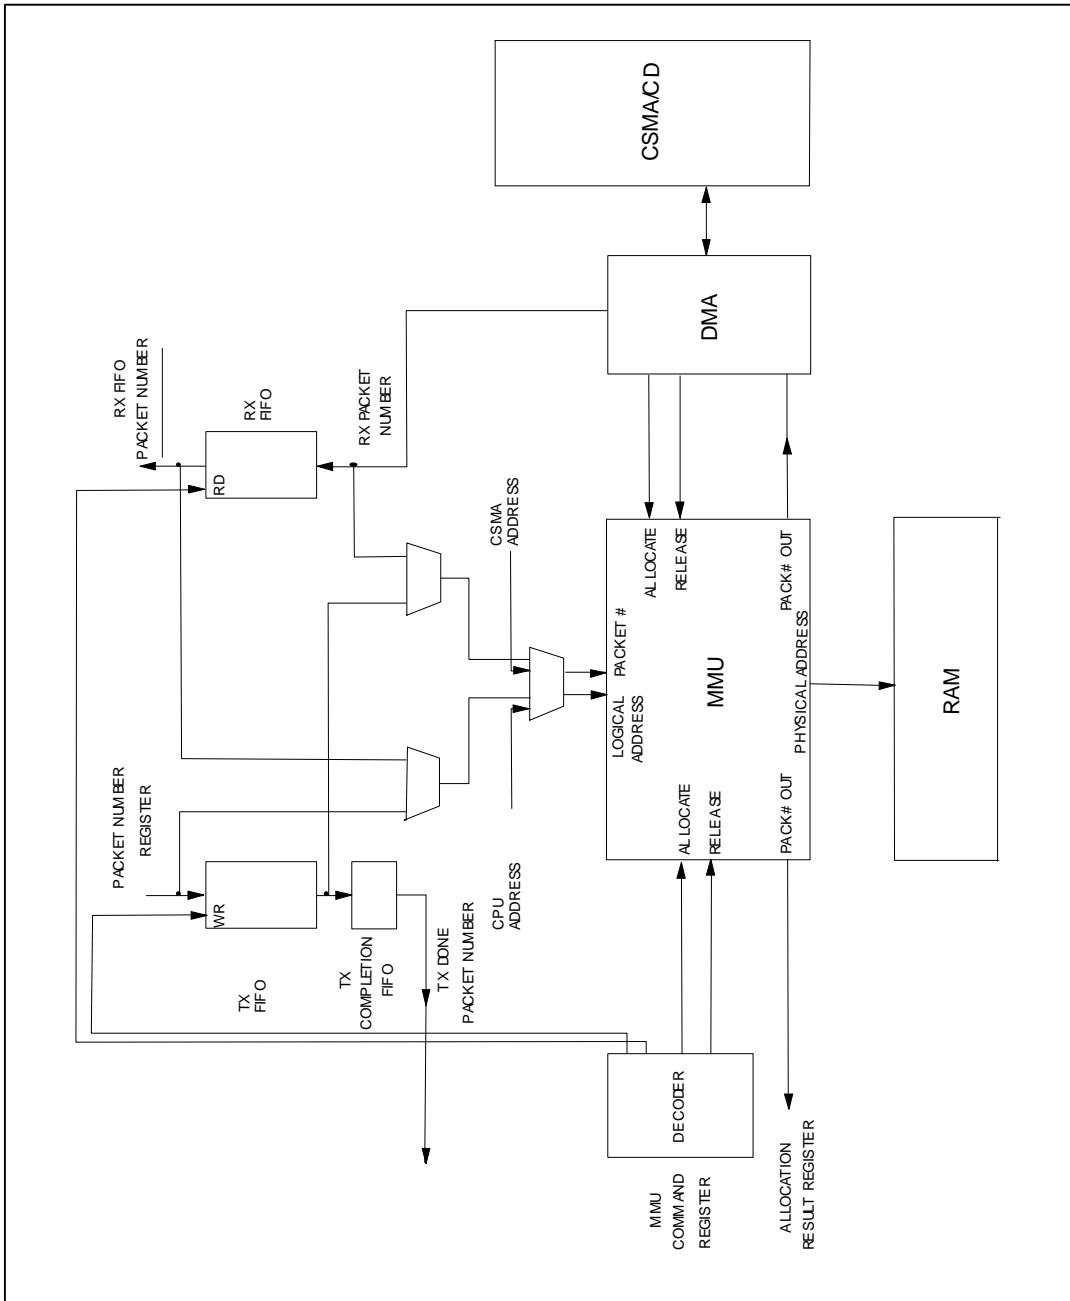 CSMA/CD
DMA
RX FIFO
PACKET NUMBER
RX
FIFO
RD
RX PACKET
NUMBER
CSMA
ADDRESS
ALLOCATE
RELEASE
PACK# OUT
PACKET #
LOGICAL
ADDRESS
MMU
PHYSICAL ADDRESS
RAM
PACKET NUMBER
REGISTER
WR
TX
FIFO
TX
COMPLETION
FIFO
TX DONE
PACKET NUMBER
CPU
ADDRESS
ALLOCATE
RELEASE
PACK# OUT
DECODER
MMU
COMMAND
REGISTER
ALLOCATION
RESULT REGISTER